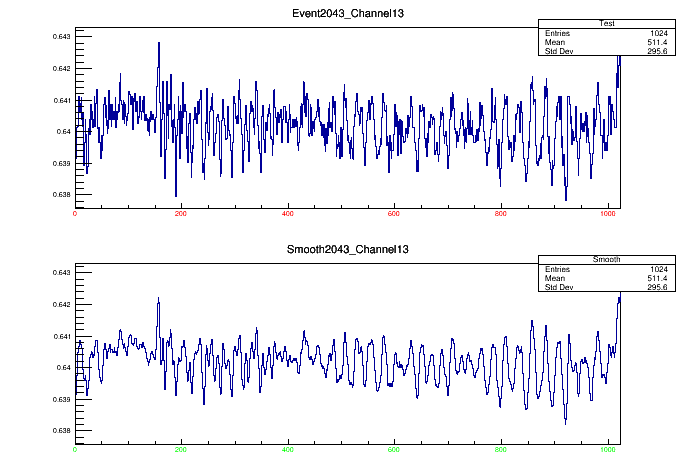 Event2043_Channel13
Test
Entries 1024
Mean 511.4
Std Dev 295.6
0.643
0.642
0.641
0.64
0.639
0.638
0 200 400 600 800 1000
Smooth2043_Channel13
Smooth
Entries 1024
Mean 511.4
Std Dev 295.6
0.643
0.642
0.641
0.64
0.639
0.638
0 200 400 600 800 1000